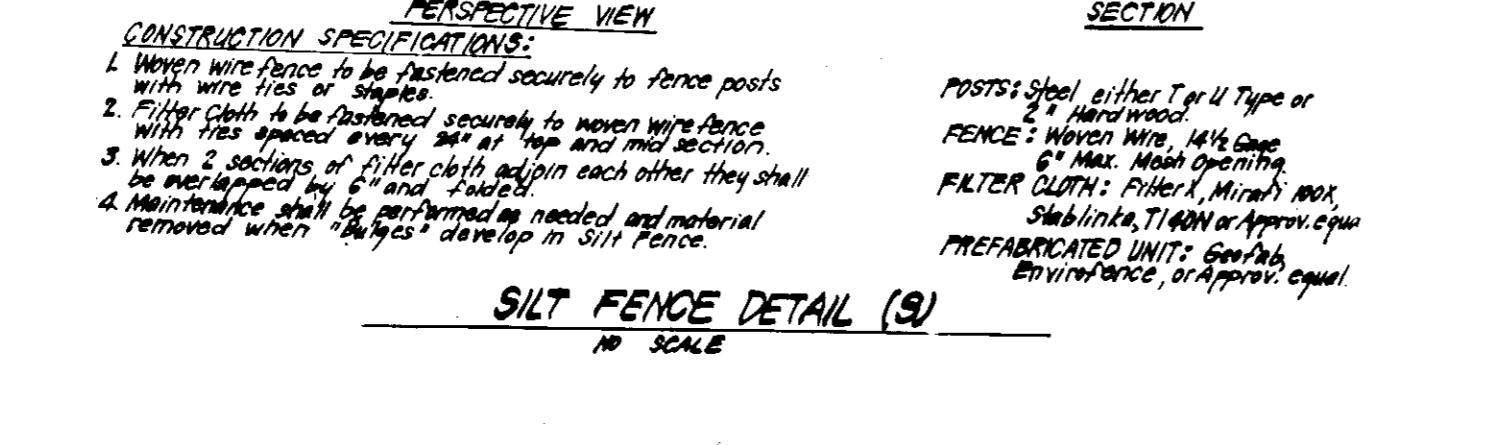 PERSPECTIVE VIEW
CONSTRUCTION SPECIFICATIONS:
1. Woven wire fence to be fastened securely to fence posts
with wire ties or staples.
2. Filter Cloth to be fastened securely to woven wire fence
with ties spaced every 24" at top and mid section.
3. When 2 sections of filter cloth adjoin each other they shall
be overlapped by 6" and folded.
4. Maintenance shall be performed as needed and material
removed when "Bulges" develop in Silt Fence.
SECTION
POSTS: Steel either T or U Type or
2" Hardwood.
FENCE: Woven Wire, 14½ Gage
6" Max. Mesh Opening
FILTER CLOTH: Filter X, Mirafi 100X,
Stablinka, T140N or Approv. equa
PREFABRICATED UNIT: Geofab,
Envirofence, or Approv. equal.
SILT FENCE DETAIL (S)
NO SCALE